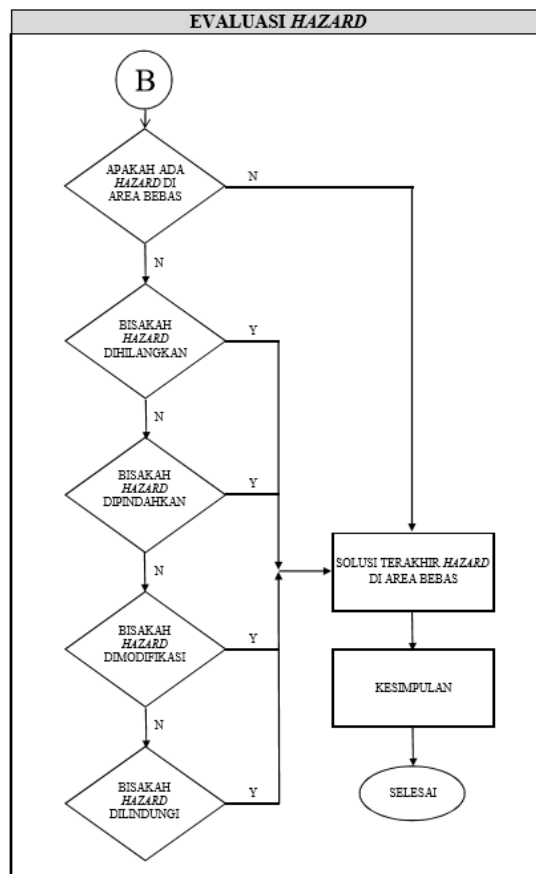 EVALUASI HAZARD
B
APAKAH ADA
HAZARD DI
AREA BEBAS
N
N
BISAKAH
HAZARD
DIHILANGKAN
Y
N
BISAKAH
HAZARD
DIPINDAHKAN
Y
N
BISAKAH
HAZARD
DIMODIFIKASI
Y
N
BISAKAH
HAZARD
DILINDUNGI
Y
SOLUSI TERAKHIR HAZARD
DI AREA BEBAS
KESIMPULAN
SELESAI